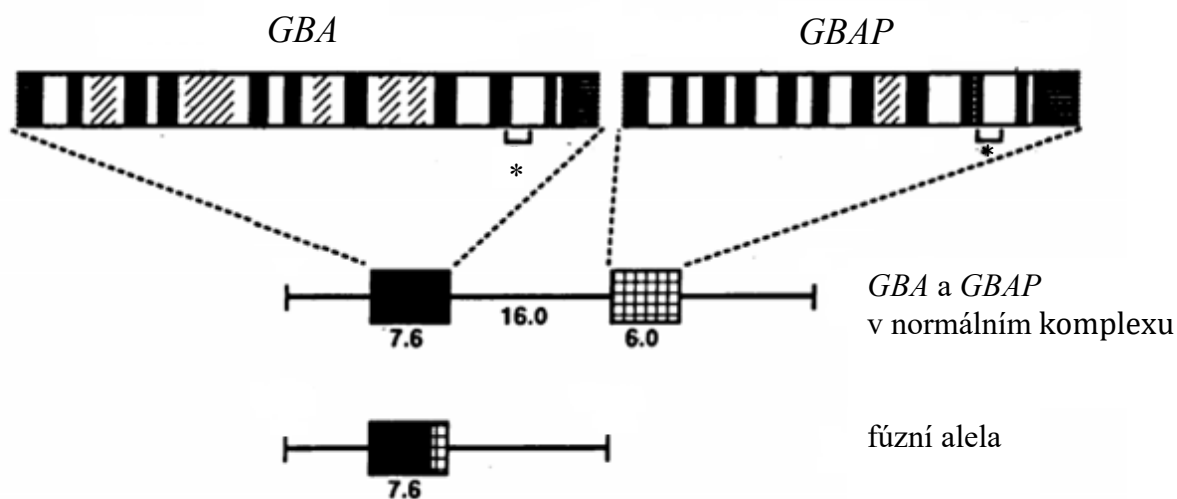 GBA GBAP
* *
GBA a GBAP
v normálním komplexu
16.0
7.6 6.0
fúzní alela
7.6